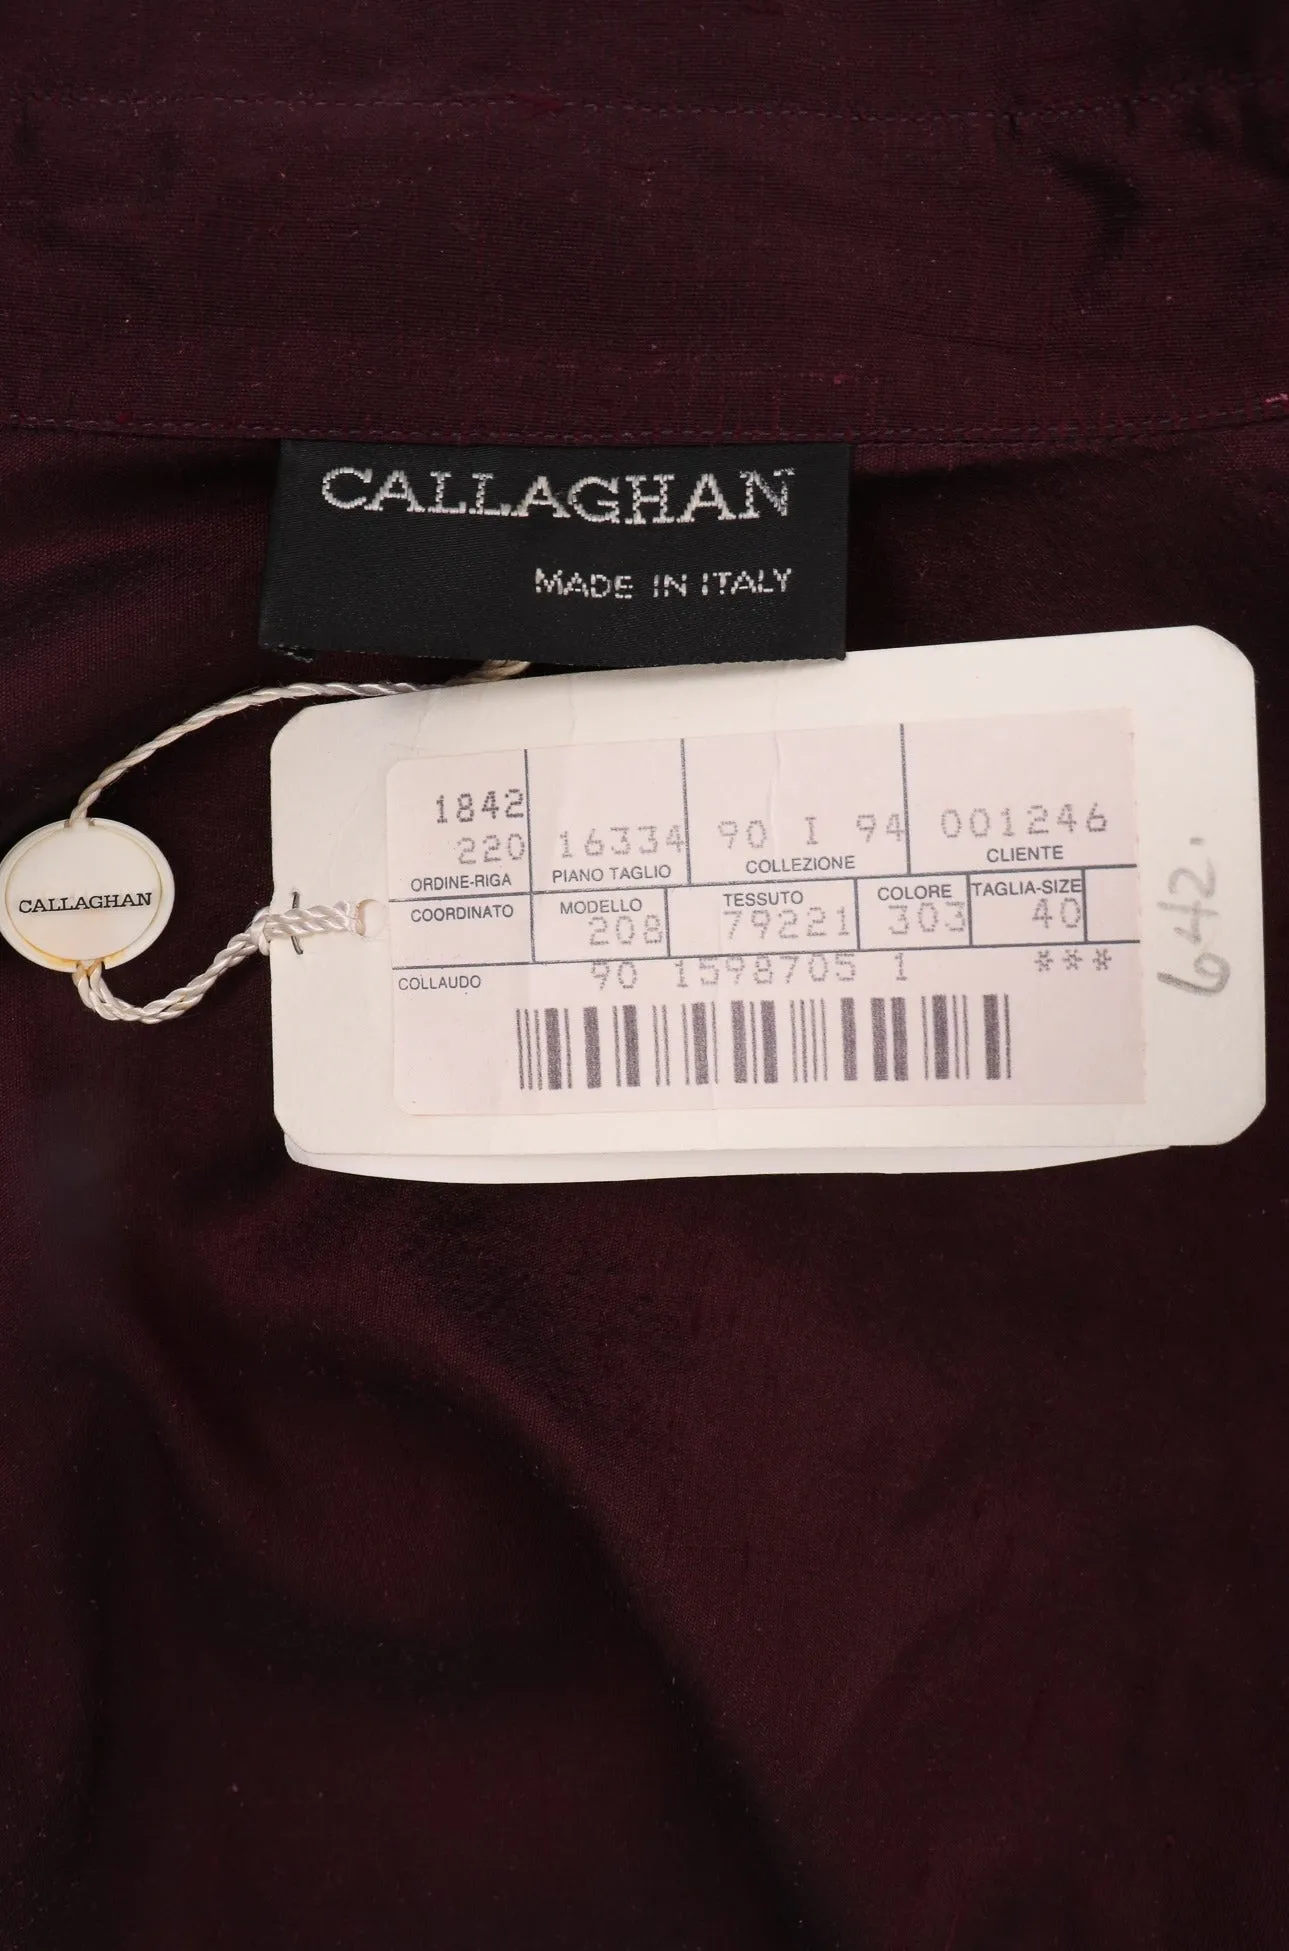 CALLAGHAN
MADE IN ITALY
CALLAGHAN
1842
220 16334 90 I 94 001246
ORDINE-RIGA PIANO TAGLIO COLLEZIONE CLIENTE
COORDINATO MODELLO TESSUTO COLORE TAGLIA-SIZE
208 79221 303 40
COLLAUDO 90 1598705 1 ***
642.